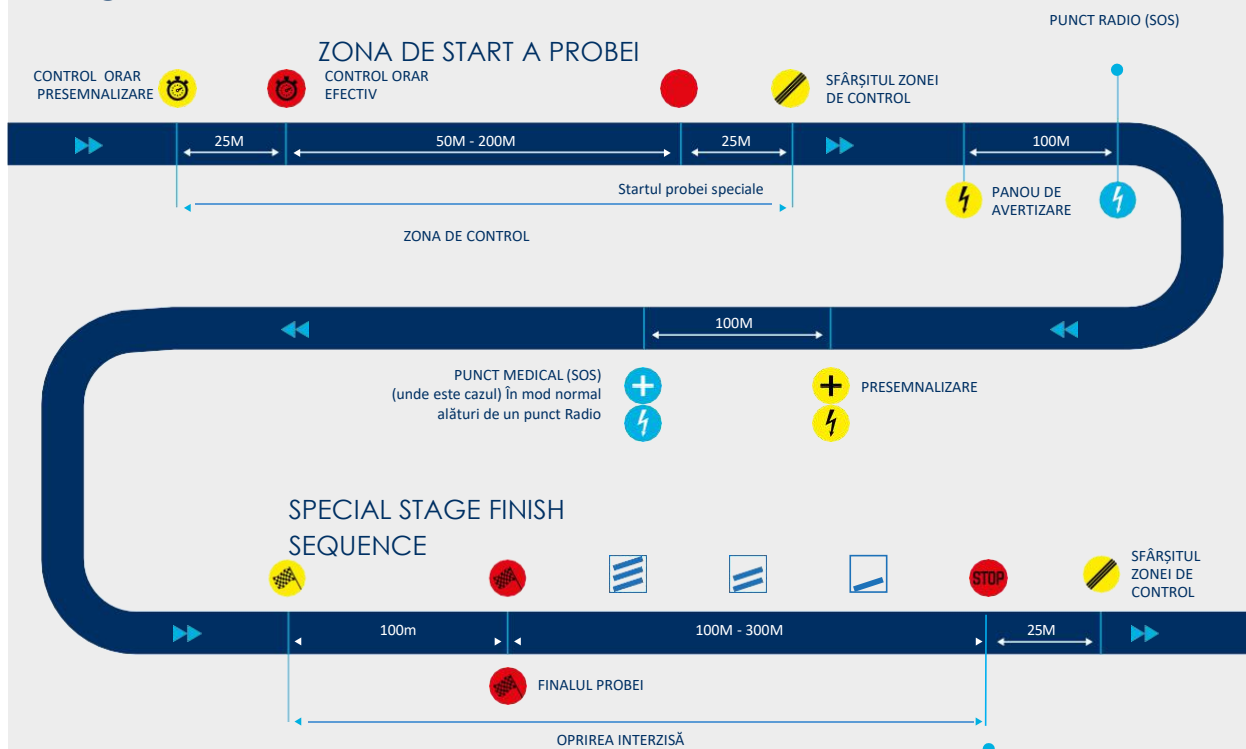 PUNCT RADIO (SOS)
ZONA DE START A PROBEI
CONTROL ORAR
PRESEMNALIZARE
CONTROL ORAR
EFECTIV
SFÂRȘITUL ZONEI
DE CONTROL
25M
50M - 200M
25M
100M
Startul probei speciale
PANOU DE
AVERTIZARE
ZONA DE CONTROL
100M
PUNCT MEDICAL (SOS)
(unde este cazul) În mod normal
alături de un punct Radio
PRESEMNALIZARE
SPECIAL STAGE FINISH
SEQUENCE
STOP
SFÂRȘITUL
ZONEI DE
CONTROL
100m
100M - 300M
25M
FINALUL PROBEI
OPRIREA INTERZISĂ